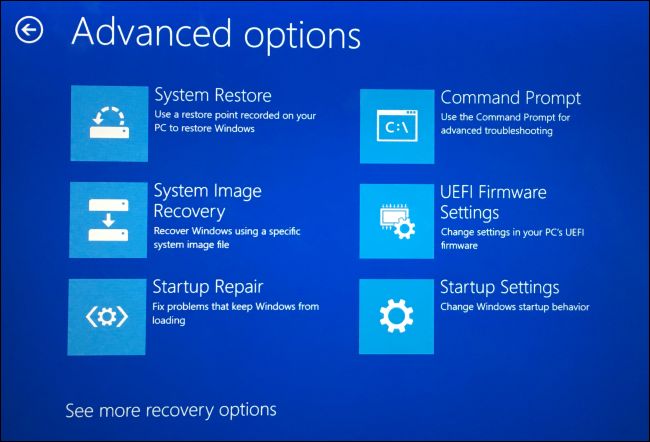 Advanced options
System Restore
Use a restore point recorded on your
PC to restore Windows
Command Prompt
Use the Command Prompt for
advanced troubleshooting
C:\
System Image
Recovery
Recover Windows using a specific
system image file
UEFI Firmware
Settings
Change settings in your PC's UEFI
firmware
Startup Repair
Fix problems that keep Windows from
loading
Startup Settings
Change Windows startup behavior
See more recovery options